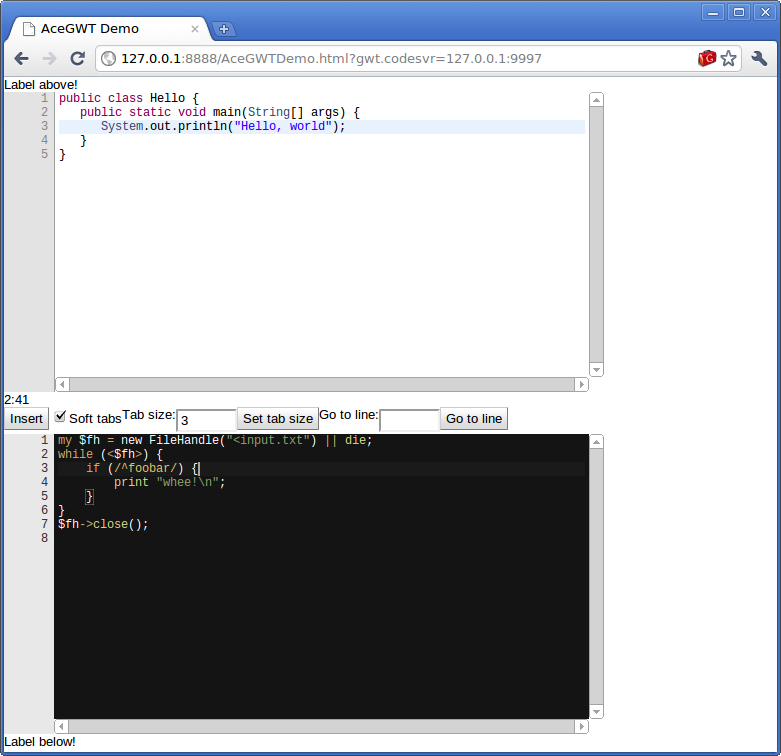 AceGWT Demo
127.0.0.1:8888/AceGWTDemo.html?gwt.codesvr=127.0.0.1:9997
Label above!
1 public class Hello {
2    public static void main(String[] args) {
3       System.out.println("Hello, world");
4    }
5 }
2:41
Insert Soft tabs Tab size: 3 Set tab size Go to line: Go to line
1 my $fh = new FileHandle("<input.txt") || die;
2 while (<$fh>) {
3     if (/^foobar/) {
4         print "whee!\n";
5     }
6 }
7 $fh->close();
8
Label below!